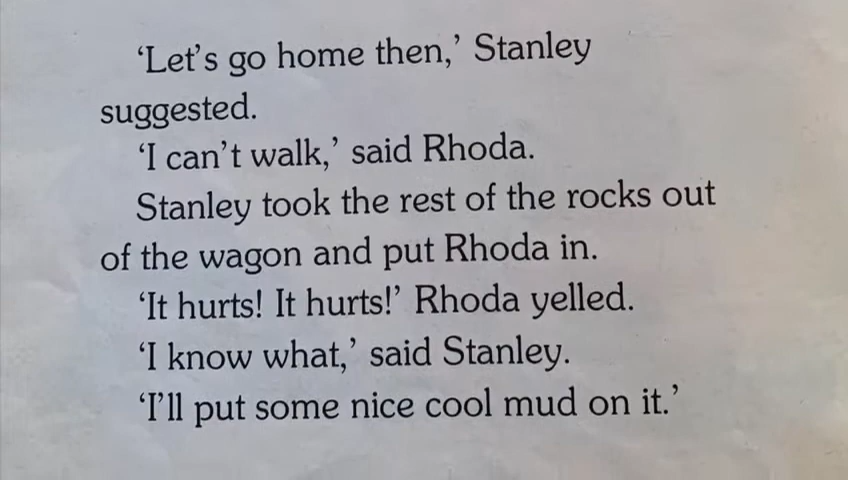 ‘Let’s go home then,’ Stanley
suggested.
‘I can’t walk,’ said Rhoda.
Stanley took the rest of the rocks out
of the wagon and put Rhoda in.
‘It hurts! It hurts!’ Rhoda yelled.
‘I know what,’ said Stanley.
‘I’ll put some nice cool mud on it.’